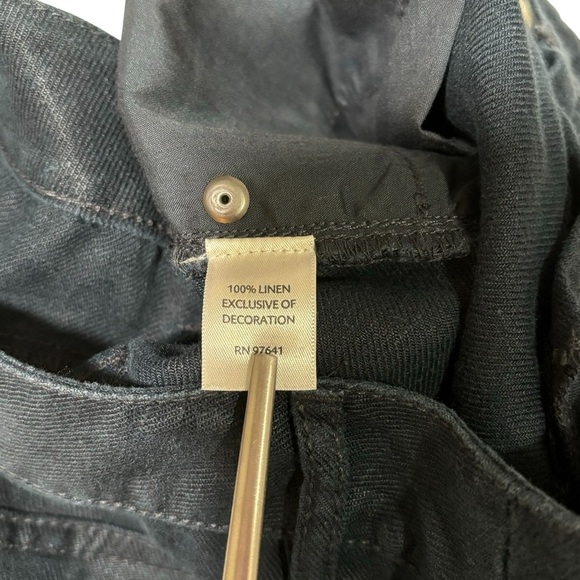 100% LINEN
EXCLUSIVE OF
DECORATION
RN 97641